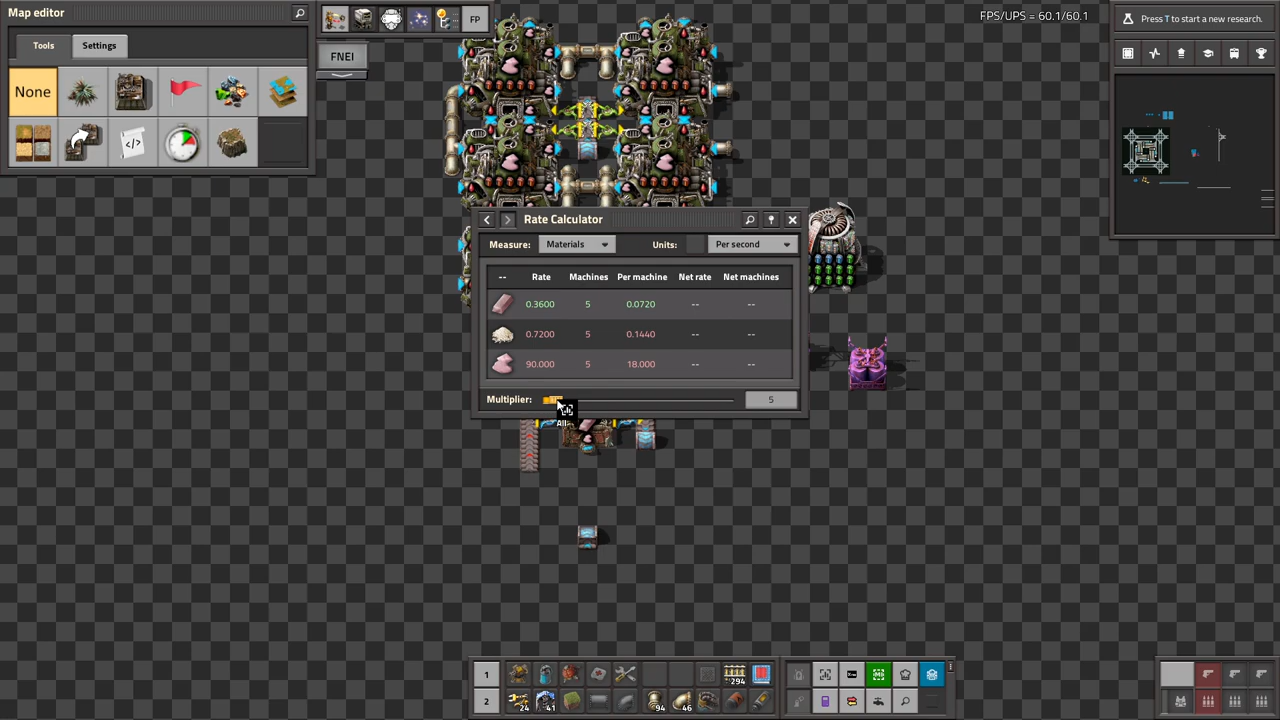 Map editor
FP
FPS/UPS = 60.1/60.1
Press T to start a new research.
Tools
Settings
FNEI
None
</>
Rate Calculator
Measure:
Materials
Units:
Per second
--
Rate
Machines
Per machine
Net rate
Net machines
0.3600
5
0.0720
--
--
0.7200
5
0.1440
--
--
90.000
5
18.000
--
--
Multiplier:
5
All
1
294
2
24
41
94
46